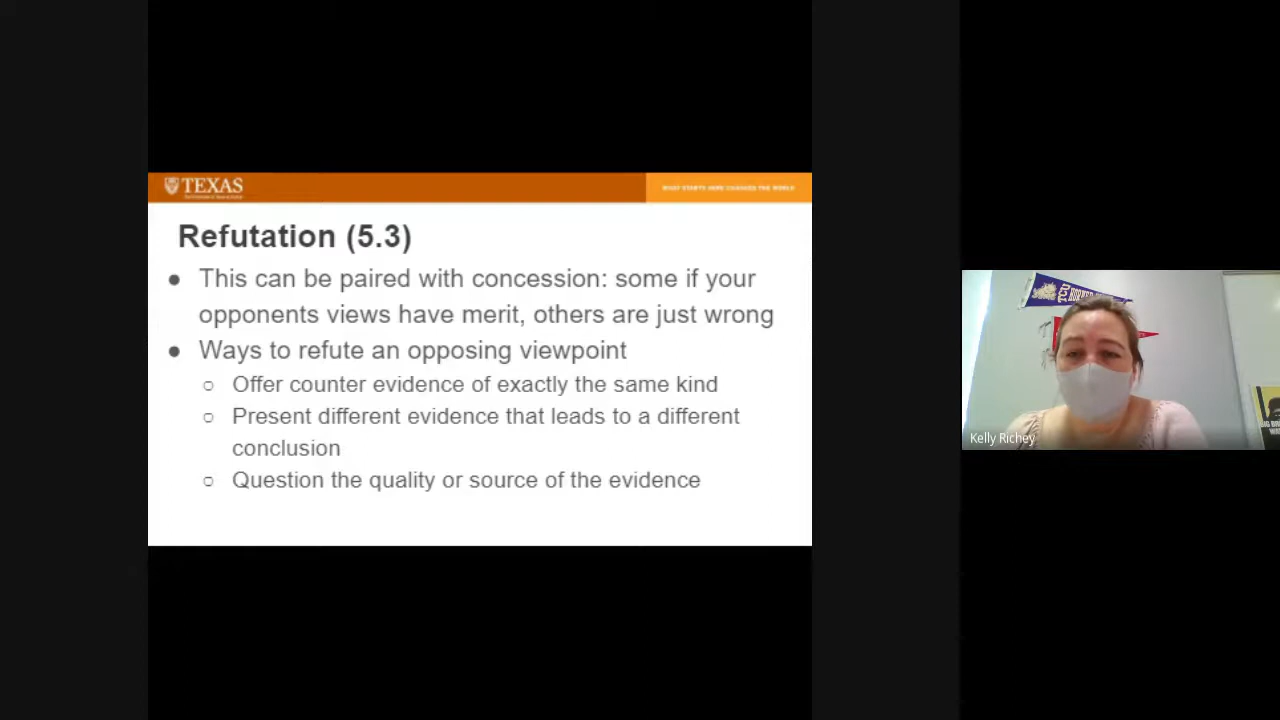 TEXAS
WHAT STARTS HERE CHANGES THE WORLD
Refutation (5.3)
● This can be paired with concession: some if your
opponents views have merit, others are just wrong
● Ways to refute an opposing viewpoint
○ Offer counter evidence of exactly the same kind
○ Present different evidence that leads to a different
conclusion
○ Question the quality or source of the evidence
TCU
Kelly Richey